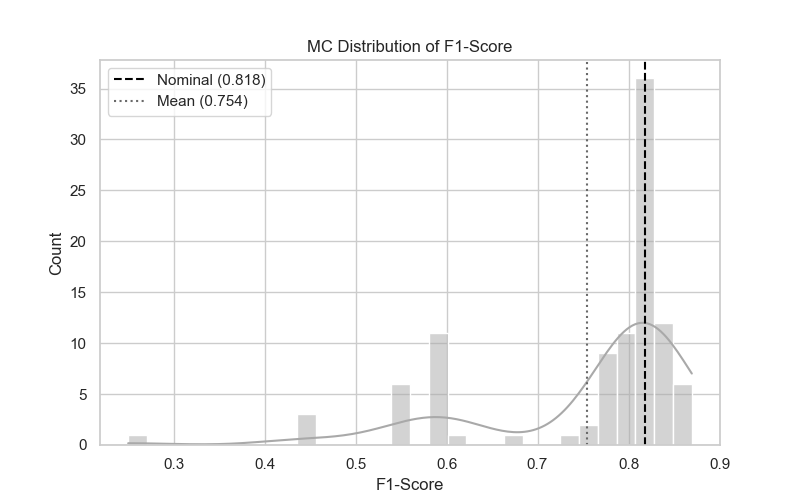 MC Distribution of F1-Score
Nominal (0.818)
Mean (0.754)
Count
35
30
25
20
15
10
5
0
0.3 0.4 0.5 0.6 0.7 0.8 0.9
F1-Score